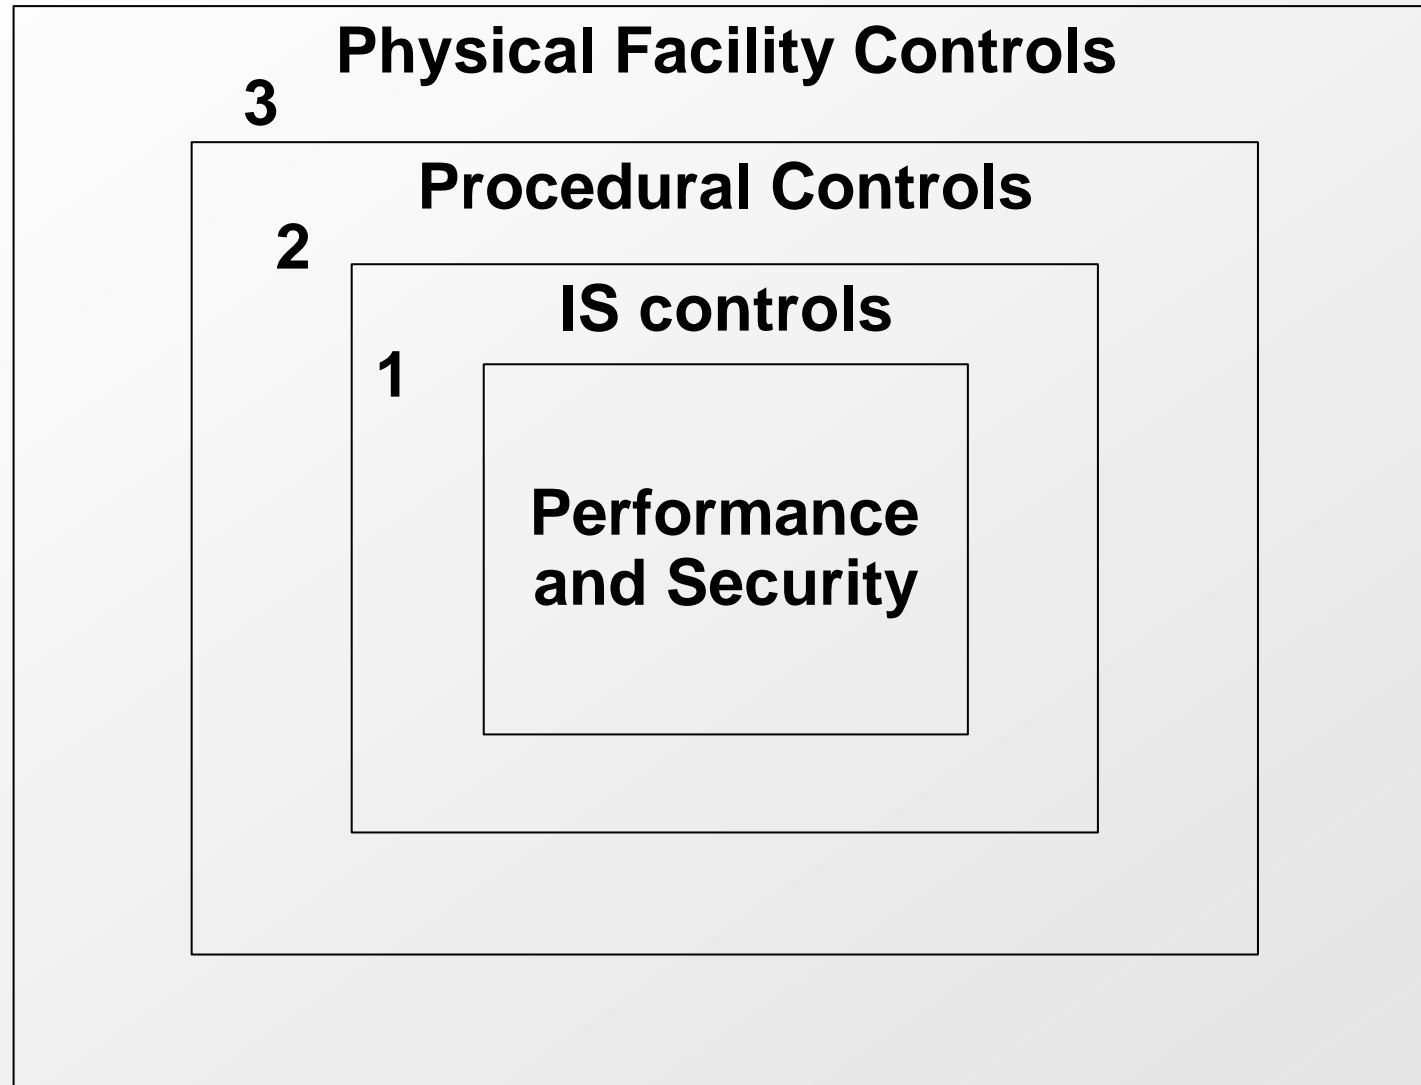 Physical Facility Controls
3
Procedural Controls
2
IS controls
1
Performance
and Security